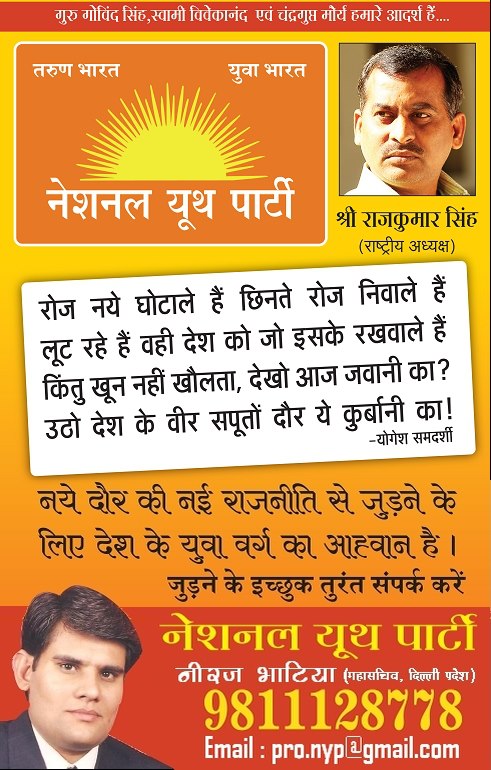 गुरु गोविंद सिंह,स्वामी विवेकानंद एवं चंद्रगुप्त मौर्य हमारे आदर्श हैं....
तरुण भारत युवा भारत
नेशनल यूथ पार्टी
श्री राजकुमार सिंह
(राष्ट्रीय अध्यक्ष)
रोज नये घोटाले हैं छिनते रोज निवाले हैं
लूट रहे हैं वही देश को जो इसके रखवाले हैं
किंतु खून नहीं खौलता, देखो आज जवानी का?
उठो देश के वीर सपूतों दौर ये कुर्बानी का!
-योगेश समदर्शी
नये दौर की नई राजनीति से जुड़ने के
लिए देश के युवा वर्ग का आह्वान है।
जुड़ने के इच्छुक तुरंत संपर्क करें
नेशनल यूथ पार्टी
नीरज भाटिया (महासचिव, दिल्ली प्रदेश)
9811128778
Email : pro.nyp@gmail.com